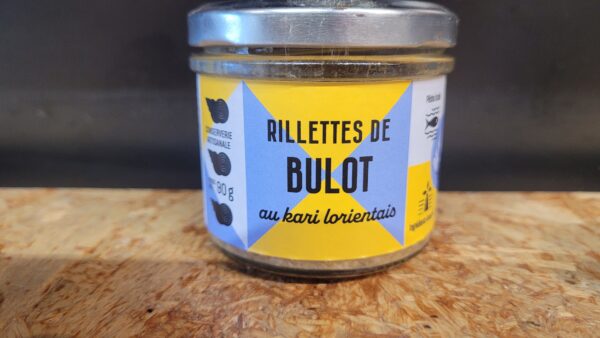 RILLETTES DE
BULOT
au kari lorientais
CONSERVERIE
ARTISANALE
90 g